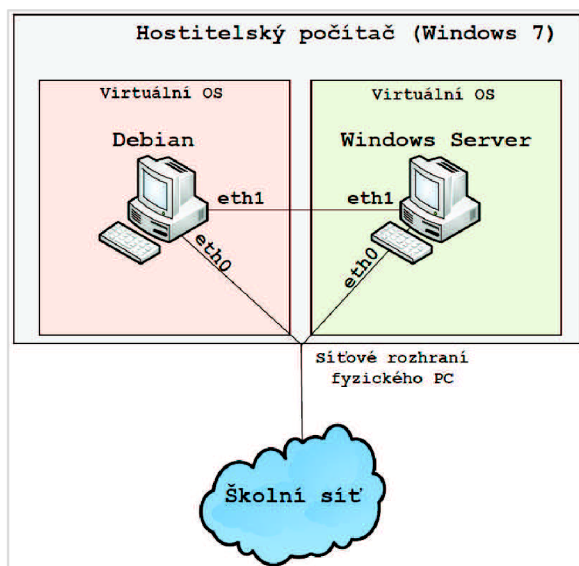 Hostitelský počítač (Windows 7)
Virtuální OS
Debian
Virtuální OS
Windows Server
eth1
eth1
eth0
eth0
Síťové rozhraní
fyzického PC
Školní síť